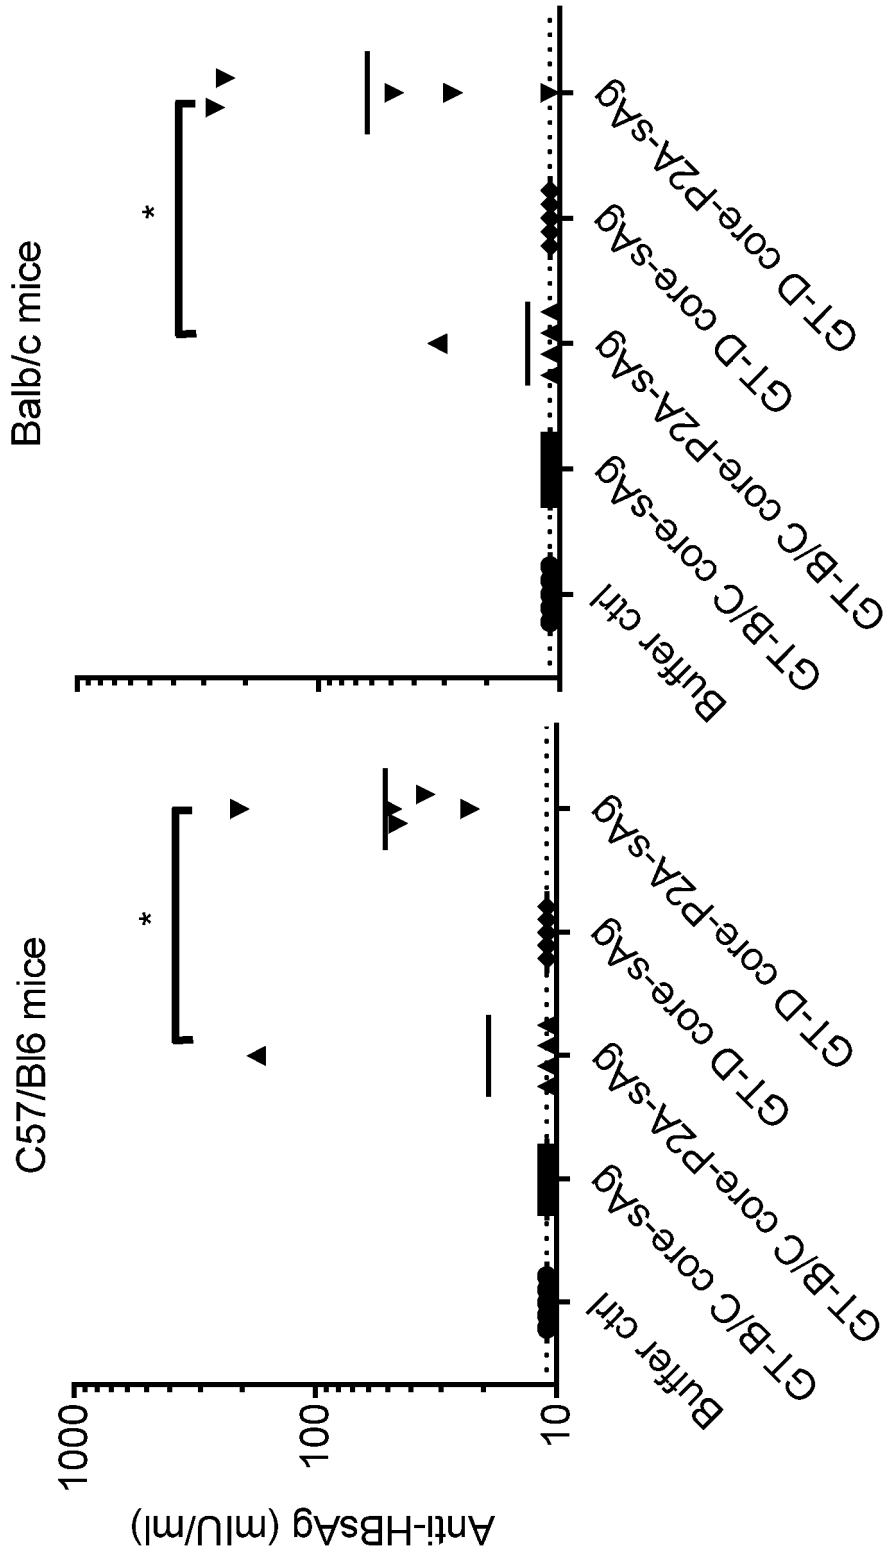 C57/Bl6 mice
Balb/c mice
*
*
Anti-HBsAg (mIU/ml)
1000
100
10
Buffer ctrl
GT-B/C core-sAg
GT-B/C core-P2A-sAg
GT-D core-sAg
GT-D core-P2A-sAg
Buffer ctrl
GT-B/C core-sAg
GT-B/C core-P2A-sAg
GT-D core-sAg
GT-D core-P2A-sAg